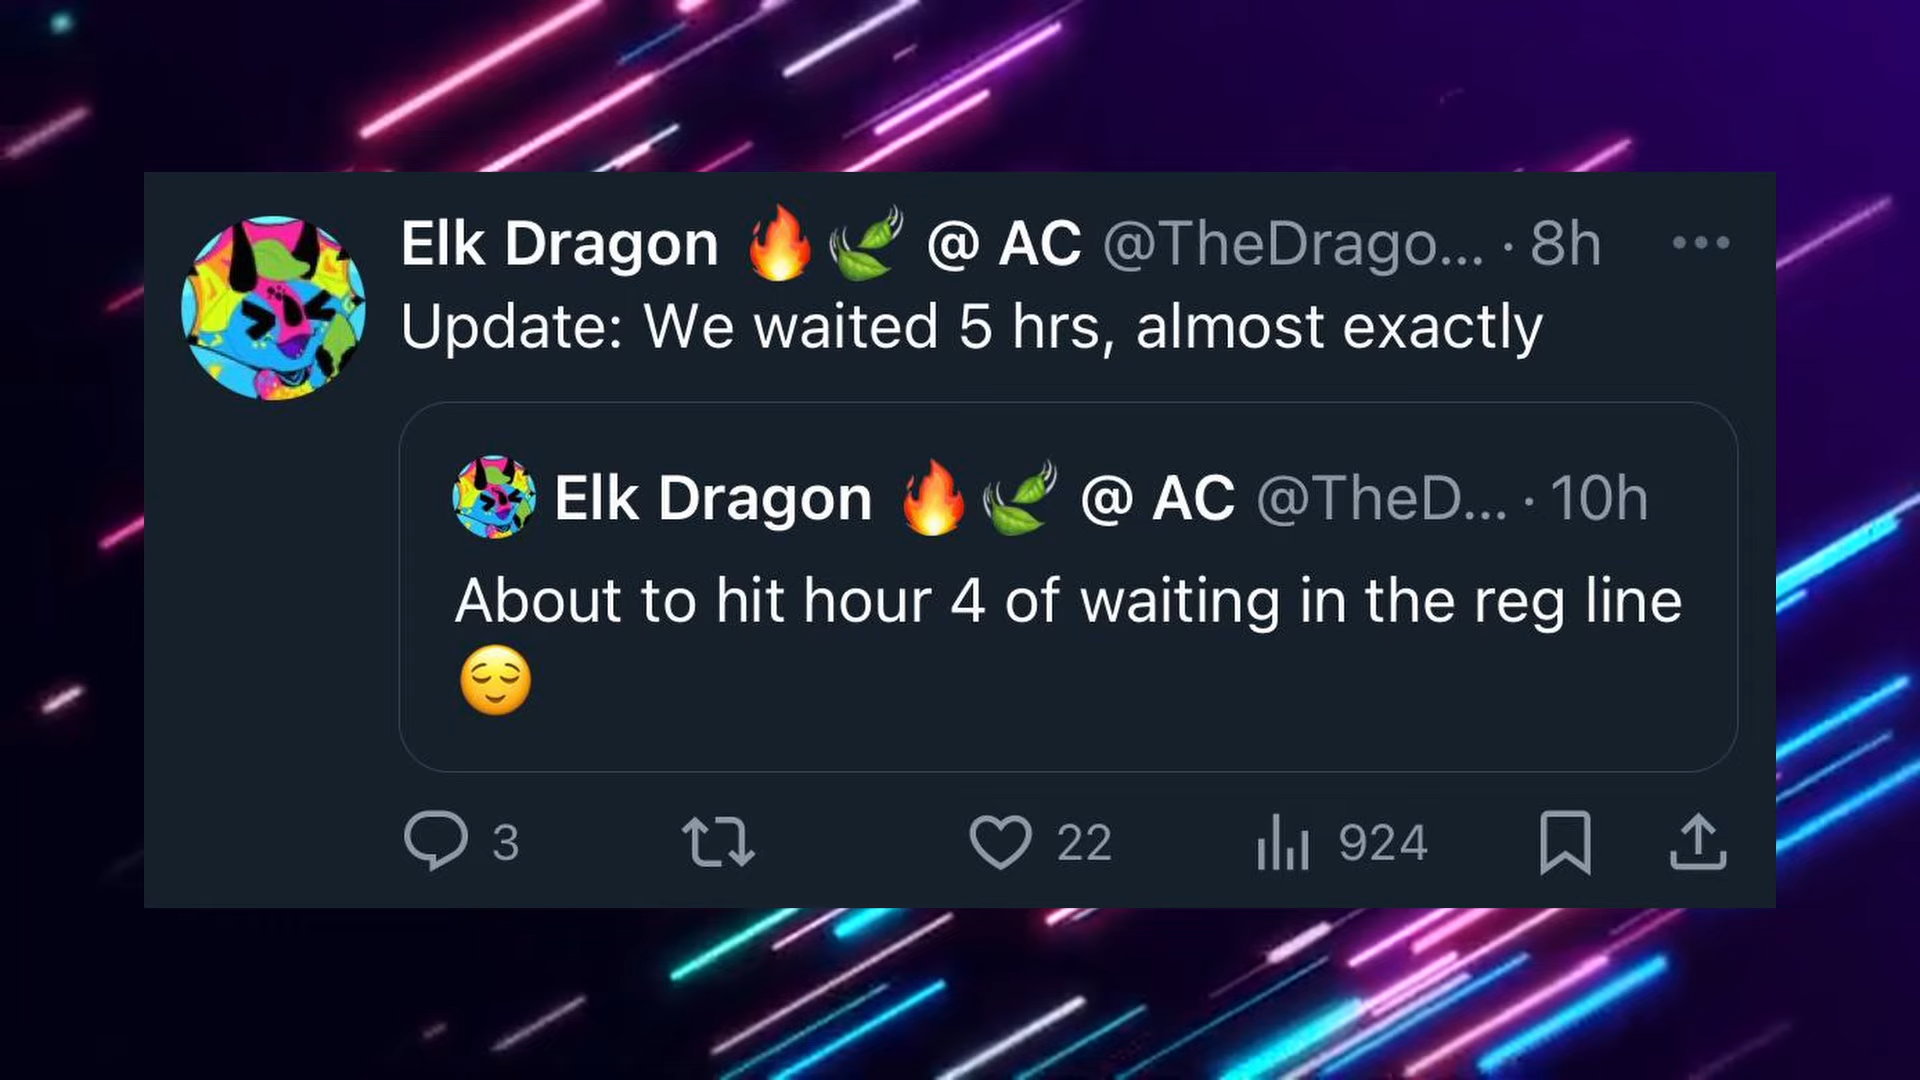 Elk Dragon 🔥🍃 @ AC @TheDrago... · 8h
Update: We waited 5 hrs, almost exactly
Elk Dragon 🔥🍃 @ AC @TheD... · 10h
About to hit hour 4 of waiting in the reg line
😌
3 22 924